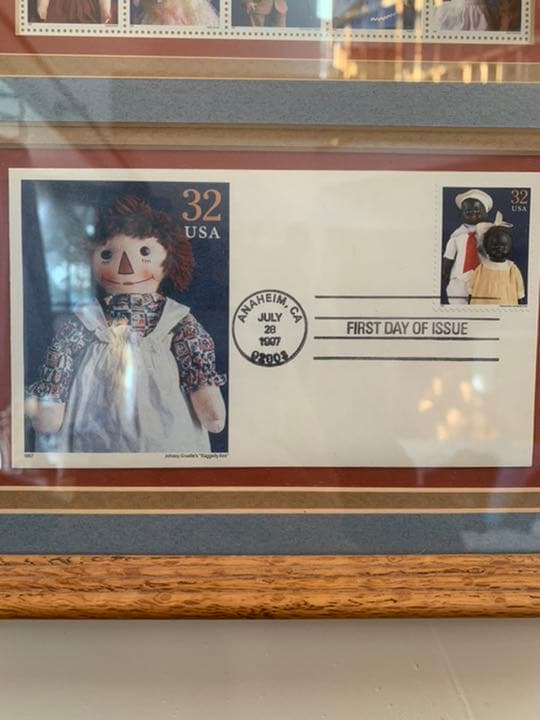 32
USA
32
USA
ANAHEIM, CA
JULY
28
1997
92803
FIRST DAY OF ISSUE
1997
Johnny Gruelle's "Raggedy Ann"